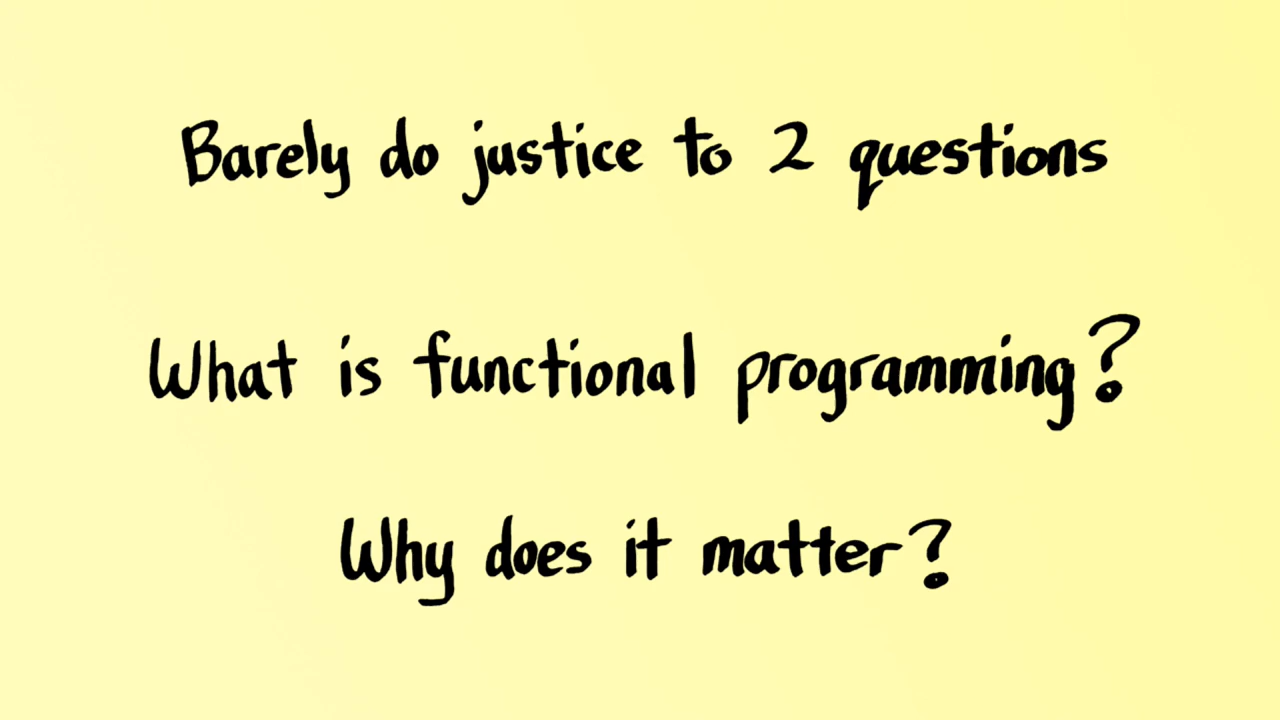 Barely do justice to 2 questions
What is functional programming?
Why does it matter?